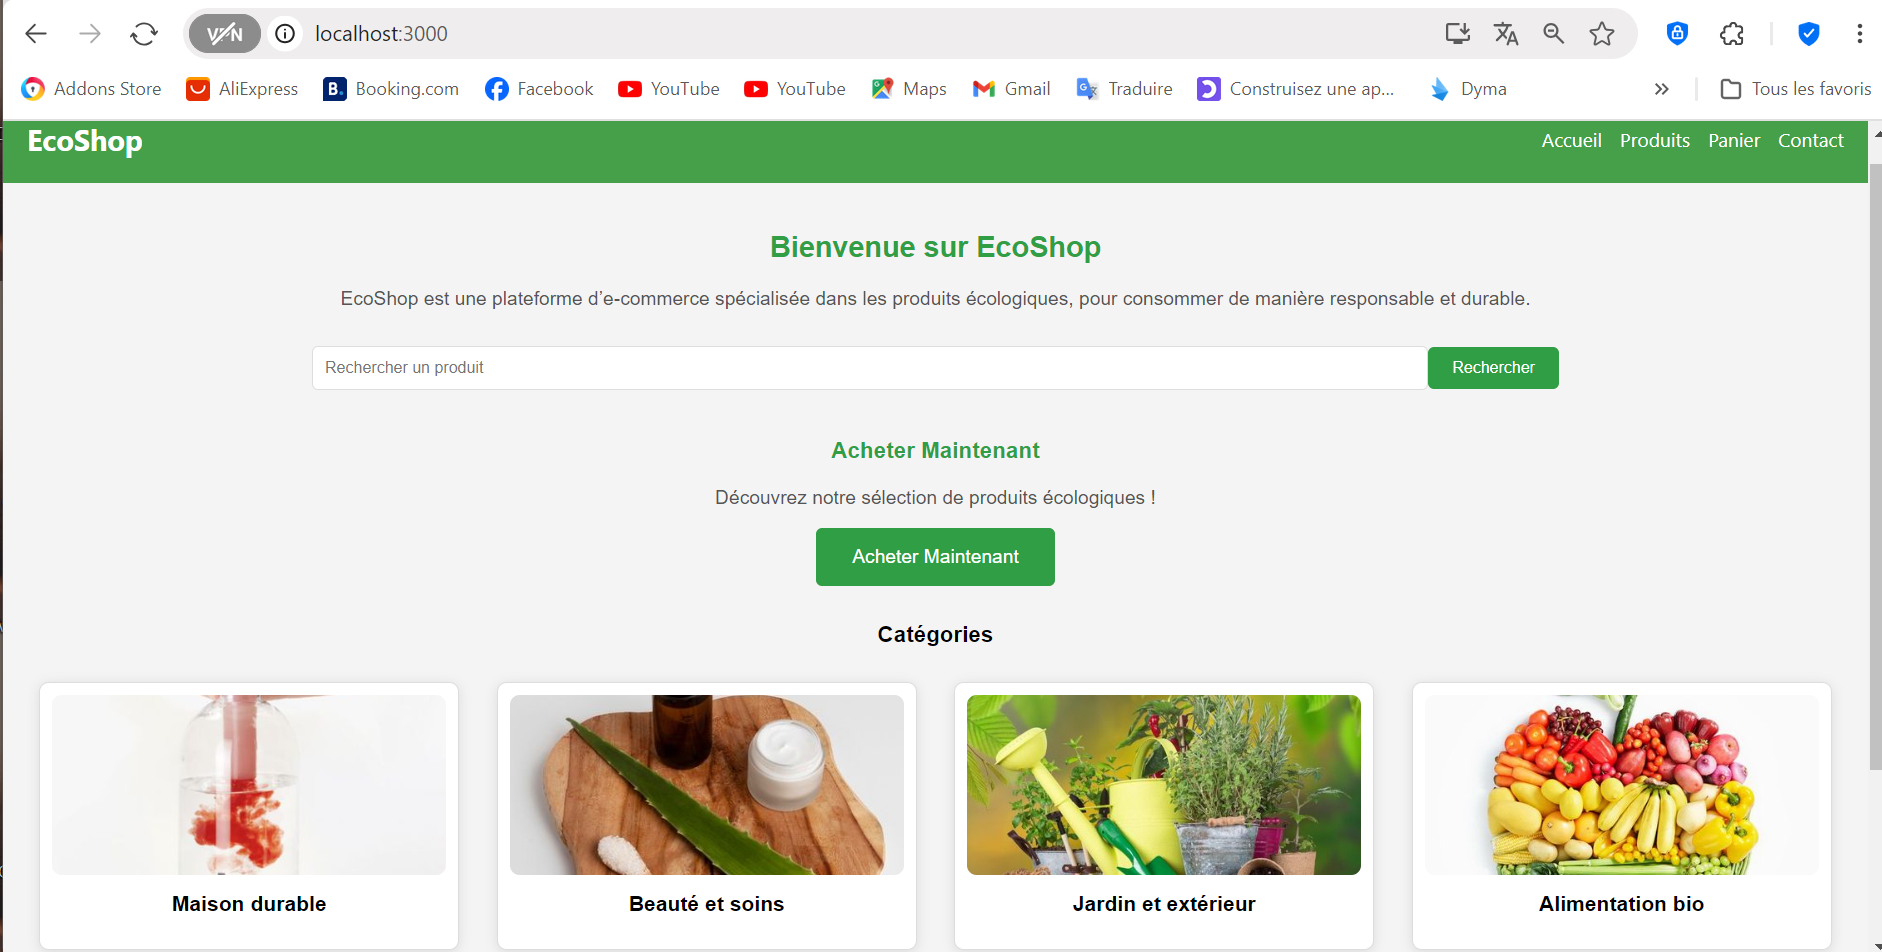 VPN localhost:3000
Addons Store AliExpress Booking.com Facebook YouTube YouTube Maps Gmail Traduire Construisez une ap... Dyma » Tous les favoris
EcoShop Accueil Produits Panier Contact
Bienvenue sur EcoShop
EcoShop est une plateforme d’e-commerce spécialisée dans les produits écologiques, pour consommer de manière responsable et durable.
Rechercher un produit Rechercher
Acheter Maintenant
Découvrez notre sélection de produits écologiques !
Acheter Maintenant
Catégories
Maison durable Beauté et soins Jardin et extérieur Alimentation bio